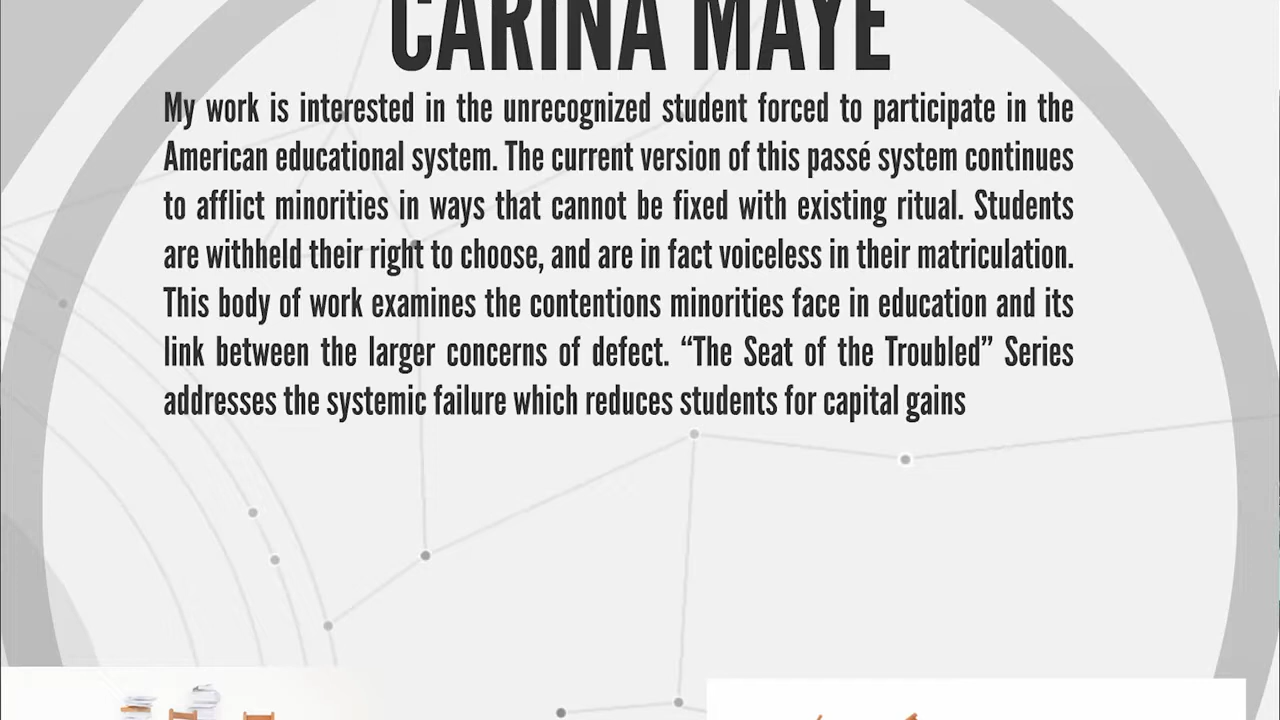 CARINA MAYE
My work is interested in the unrecognized student forced to participate in the
American educational system. The current version of this passé system continues
to afflict minorities in ways that cannot be fixed with existing ritual. Students
are withheld their right to choose, and are in fact voiceless in their matriculation.
This body of work examines the contentions minorities face in education and its
link between the larger concerns of defect. “The Seat of the Troubled” Series
addresses the systemic failure which reduces students for capital gains